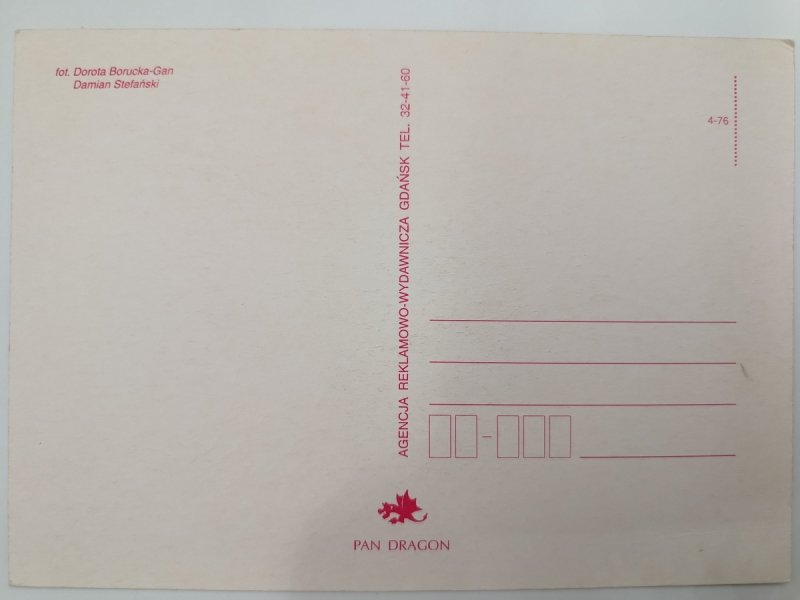 fot. Dorota Borucka-Gan
Damian Stefański
AGENCJA REKLAMOWO-WYDAWNICZA GDAŃSK TEL. 32-41-60
4-76
PAN DRAGON